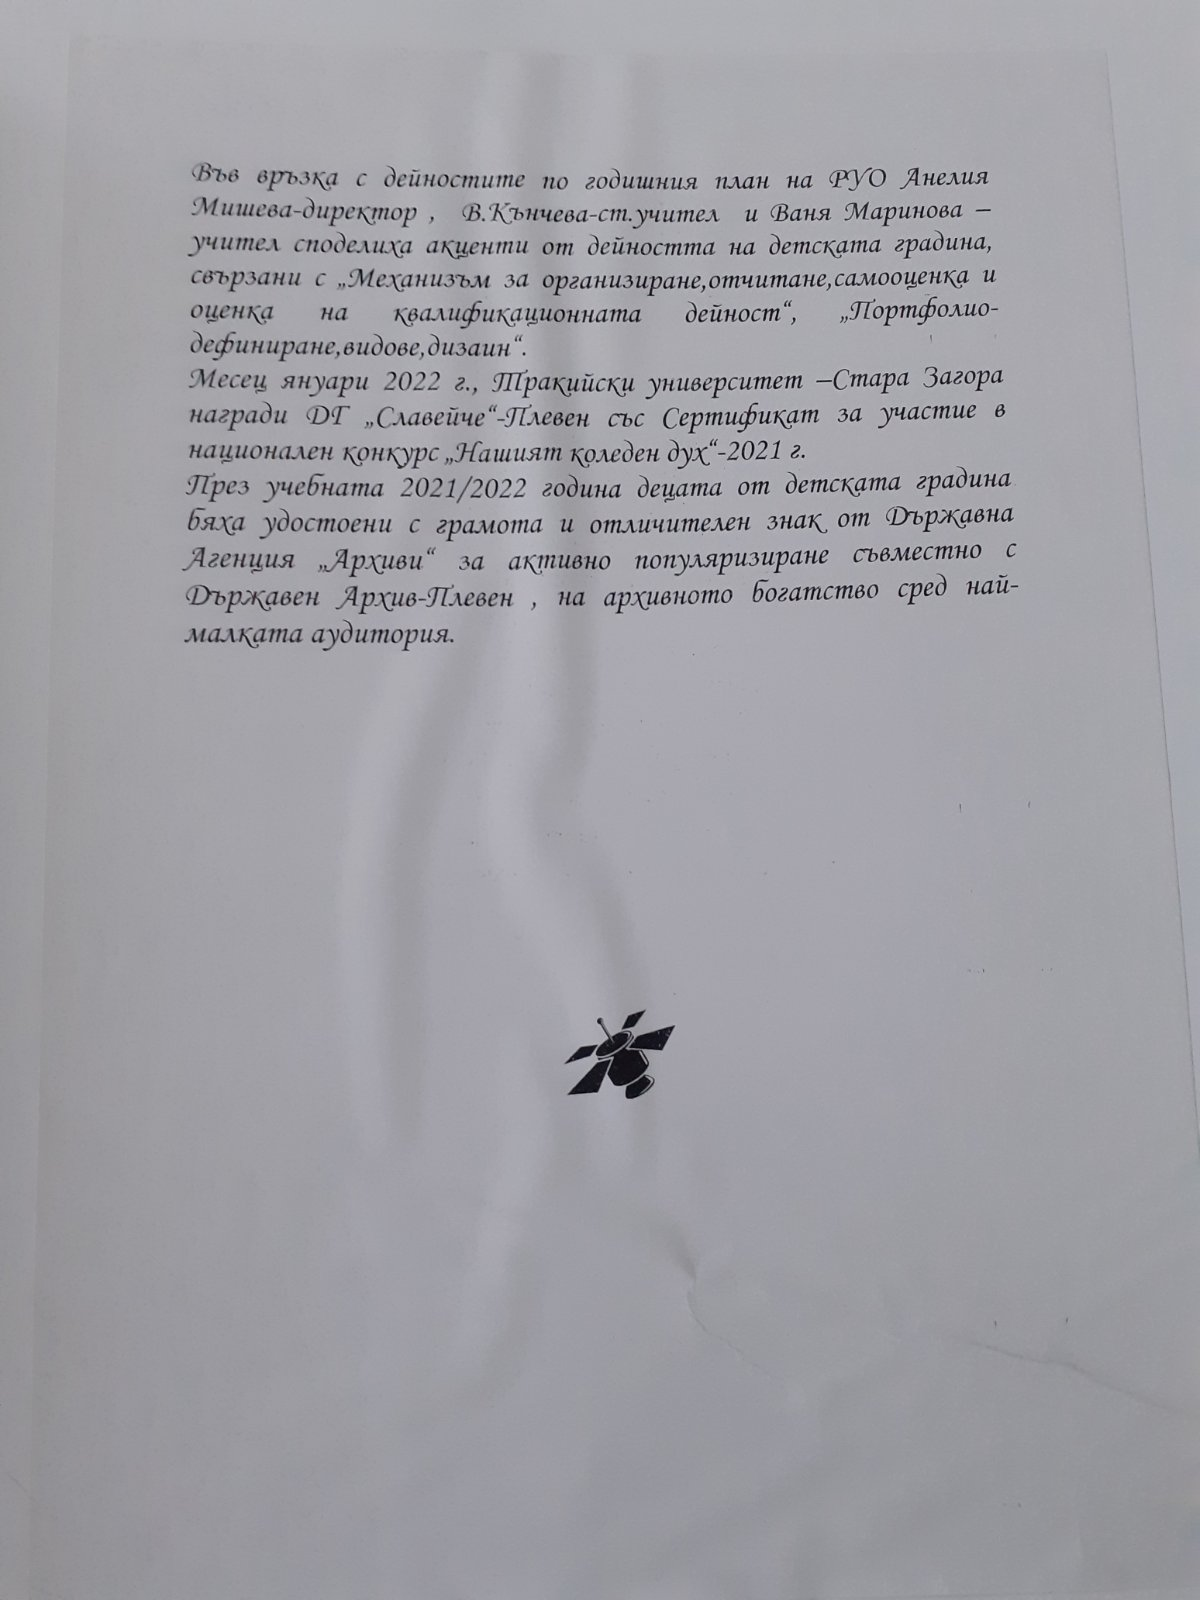 Във връзка с дейностите по годишния план на РУО Анелия
Мишева-директор , В.Кънчева-ст.учител и Ваня Маринова –
учител споделиха акценти от дейността на детската градина,
свързани с „Механизъм за организиране,отчитане,самооценка и
оценка на квалификационната дейност“, „Портфолио-
дефиниране,видове,дизаин“.
Месец януари 2022 г., Тракийски университет –Стара Загора
награди ДГ „Славейче“-Плевен със Сертификат за участие в
национален конкурс „Нашият коледен дух“-2021 г.
През учебната 2021/2022 година децата от детската градина
бяха удостоени с грамота и отличителен знак от Държавна
Агенция „Архиви“ за активно популяризиране съвместно с
Държавен Архив-Плевен , на архивното богатство сред най-
малката аудитория.